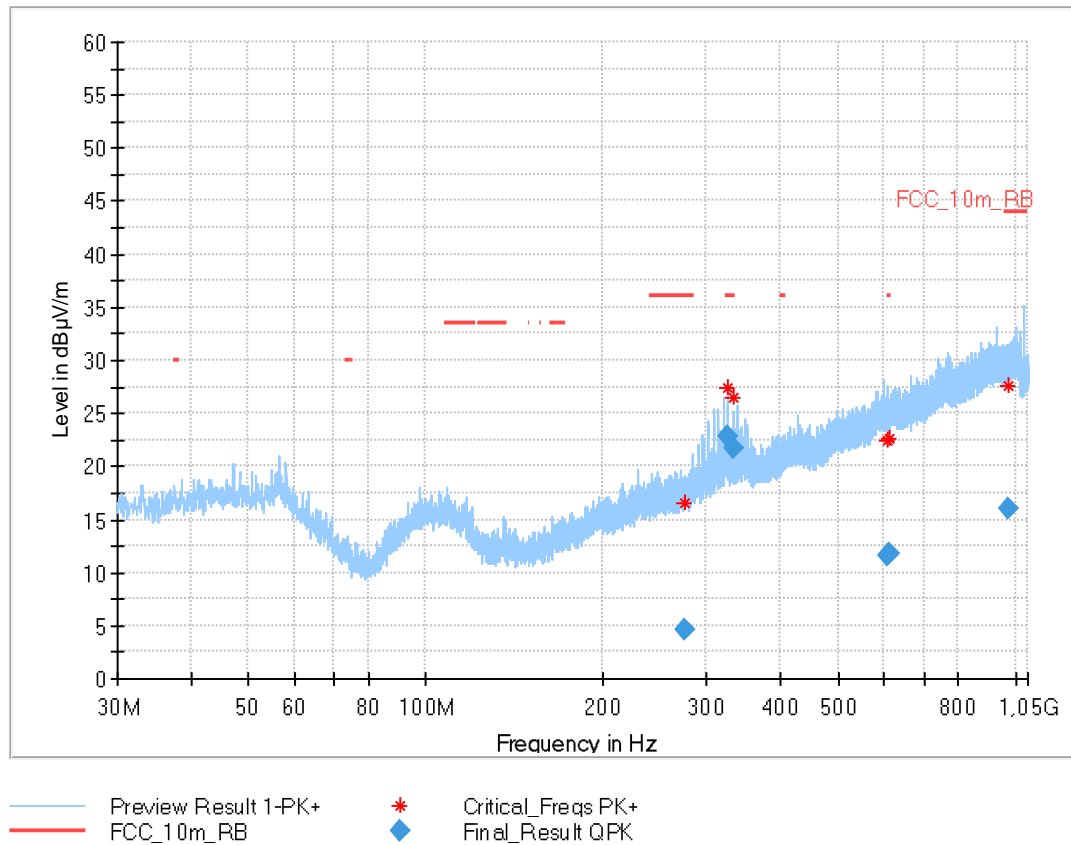 60
55
50
45
40
35
30
25
20
15
10
5
0
Level in dBµV/m
FCC_10m_RB
30M 50 60 80 100M 200 300 400 500 800 1,05G
Frequency in Hz
Preview Result 1-PK+
Critical_Freqs PK+
FCC_10m_RB
Final_Result QPK